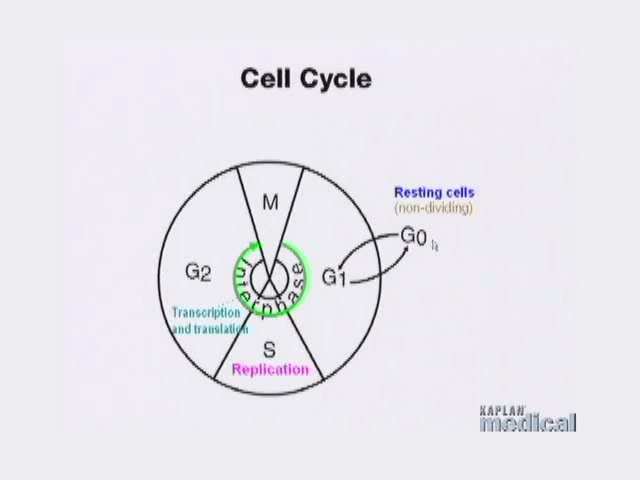 Cell Cycle
M
Resting cells
(non-dividing)
G0
G2
G1
interphase
Transcription
and translation
S
Replication
KAPLAN
medical